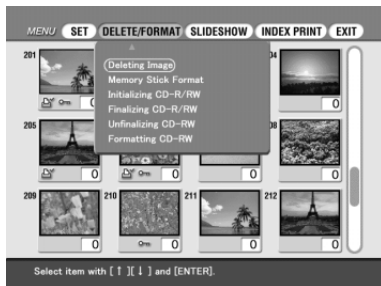 MENU SET DELETE/FORMAT SLIDESHOW INDEX PRINT EXIT
201
Deleting Image
Memory Stick Format
Initializing CD-R/RW
Finalizing CD-R/RW
Unfinalizing CD-RW
Formatting CD-RW
04
0
205
08
0 0 0 0
209 210 211 212
0 0 0 0
Select item with [ ↑ ][ ↓ ] and [ENTER].